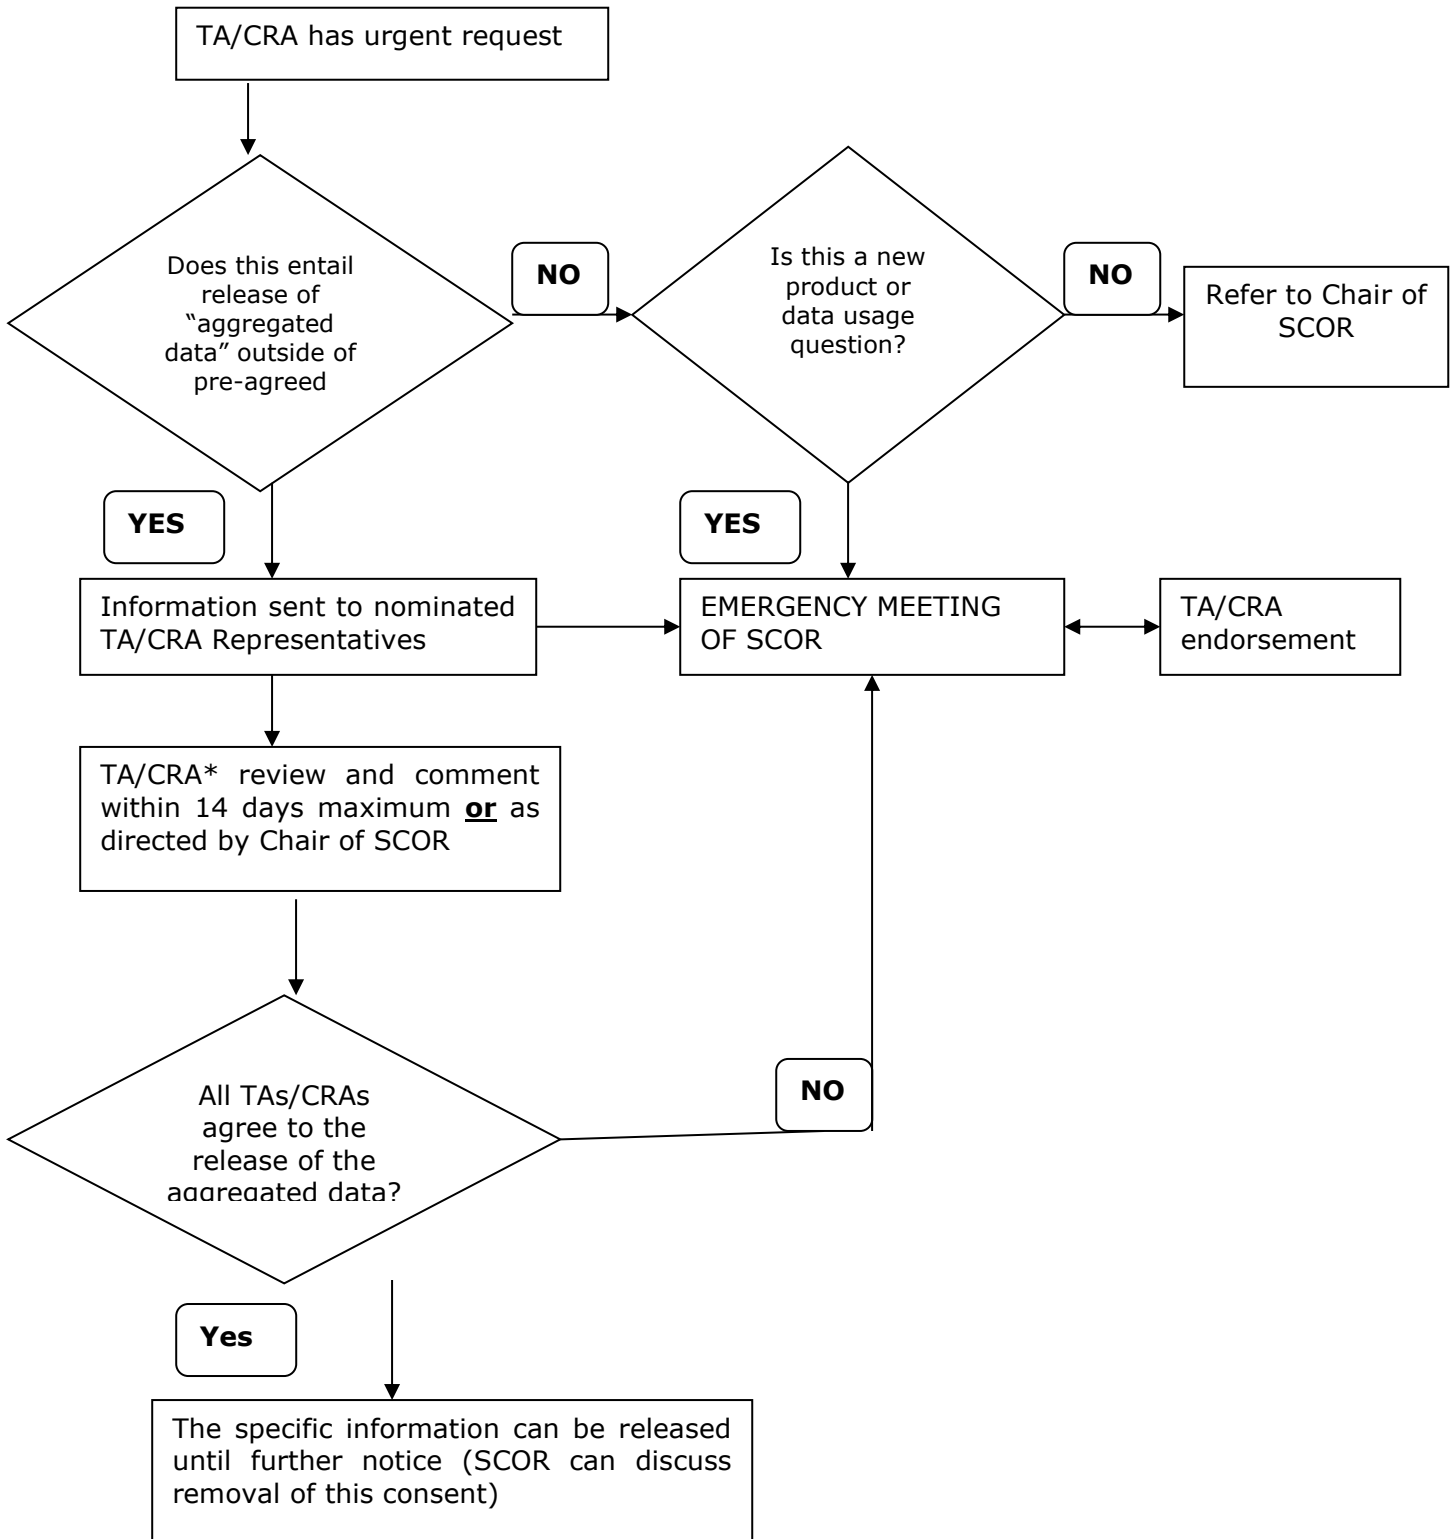 TA/CRA has urgent request
Does this entail
release of
“aggregated
data” outside of
pre-agreed
NO
Is this a new
product or
data usage
question?
NO
Refer to Chair of
SCOR
YES
YES
Information sent to nominated
TA/CRA Representatives
EMERGENCY MEETING
OF SCOR
TA/CRA
endorsement
TA/CRA* review and comment
within 14 days maximum or as
directed by Chair of SCOR
All TAs/CRAs
agree to the
release of the
aggregated data?
NO
Yes
The specific information can be released
until further notice (SCOR can discuss
removal of this consent)